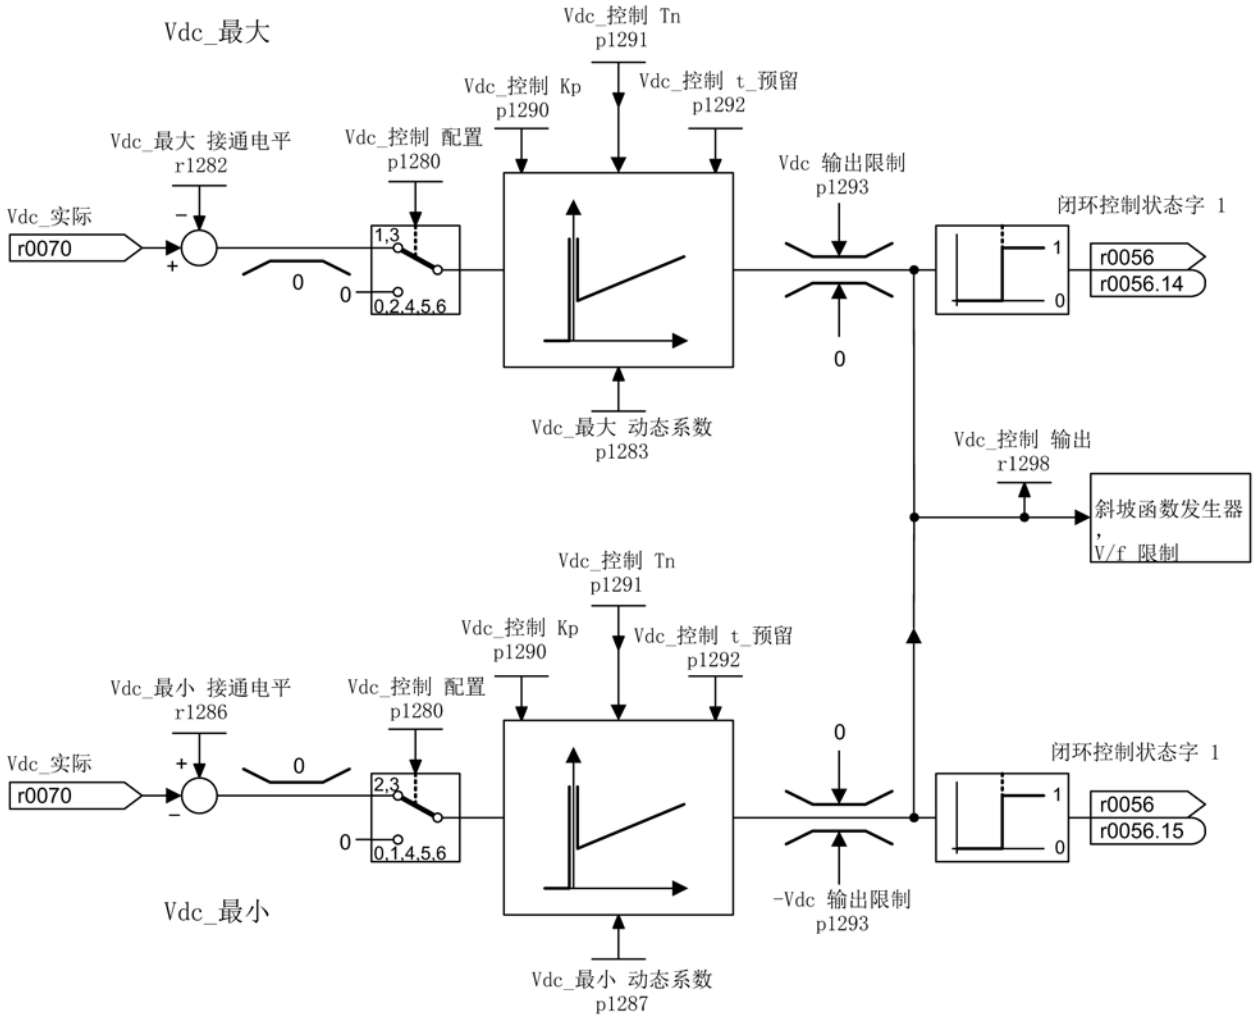 Vdc_最大
Vdc_控制 Tn
p1291
Vdc_控制 Kp
p1290
Vdc_控制 t_预留
p1292
Vdc_最大 接通电平
r1282
Vdc_控制 配置
p1280
Vdc 输出限制
p1293
Vdc_实际
r0070
−
+
0
1,3
0
0,2,4,5,6
0
闭环控制状态字 1
1
0
r0056
r0056.14
Vdc_最大 动态系数
p1283
Vdc_控制 输出
r1298
斜坡函数发生器
,
V/f 限制
Vdc_控制 Tn
p1291
Vdc_控制 Kp
p1290
Vdc_控制 t_预留
p1292
Vdc_最小 接通电平
r1286
Vdc_控制 配置
p1280
Vdc_实际
r0070
+
−
0
2,3
0
0,1,4,5,6
0
-Vdc 输出限制
p1293
闭环控制状态字 1
1
0
r0056
r0056.15
Vdc_最小
Vdc_最小 动态系数
p1287